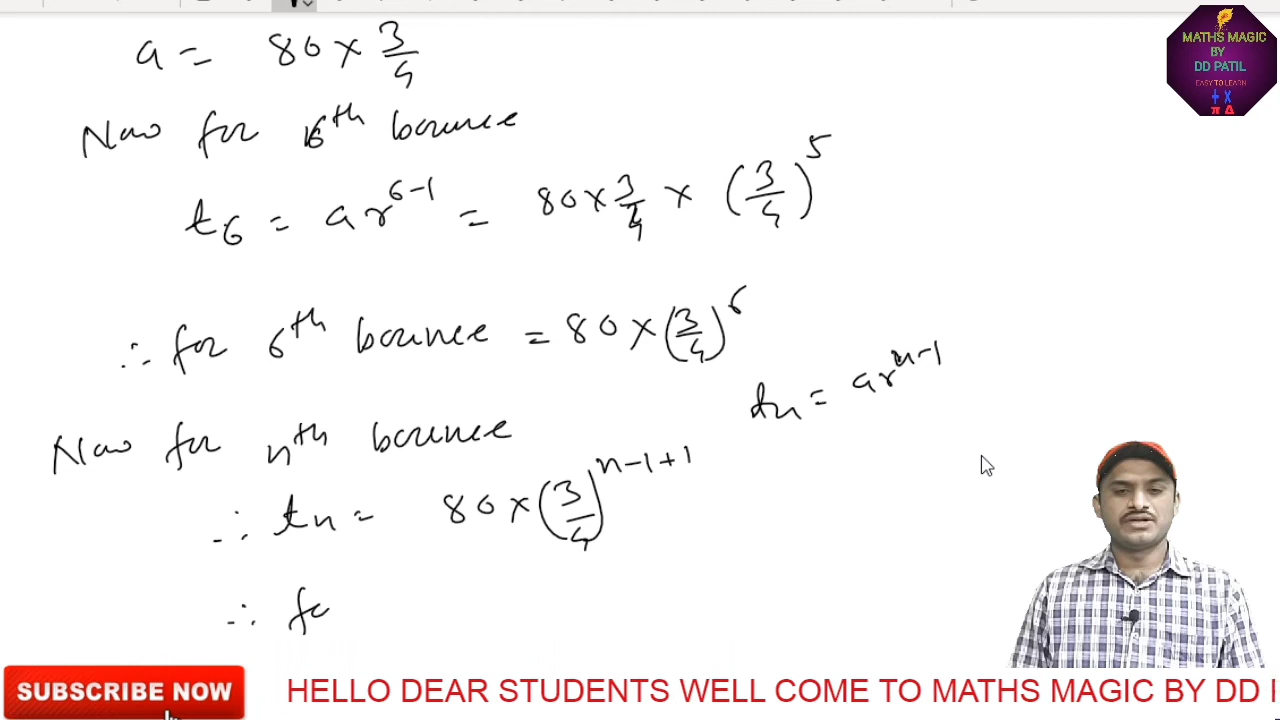 a = 80 × 3/4
MATHS MAGIC
BY
DD PATIL
EASY TO LEARN
+ X
π Δ
Now for 6th bounce
t6 = ar^6-1 = 80 × 3/4 × (3/4)^5
∴ for 6th bounce = 80 × (3/4)^6
tn = ar^n-1
Now for nth bounce
∴ tn = 80 × (3/4)^n-1+1
∴ fo
SUBSCRIBE NOW
HELLO DEAR STUDENTS WELL COME TO MATHS MAGIC BY DD